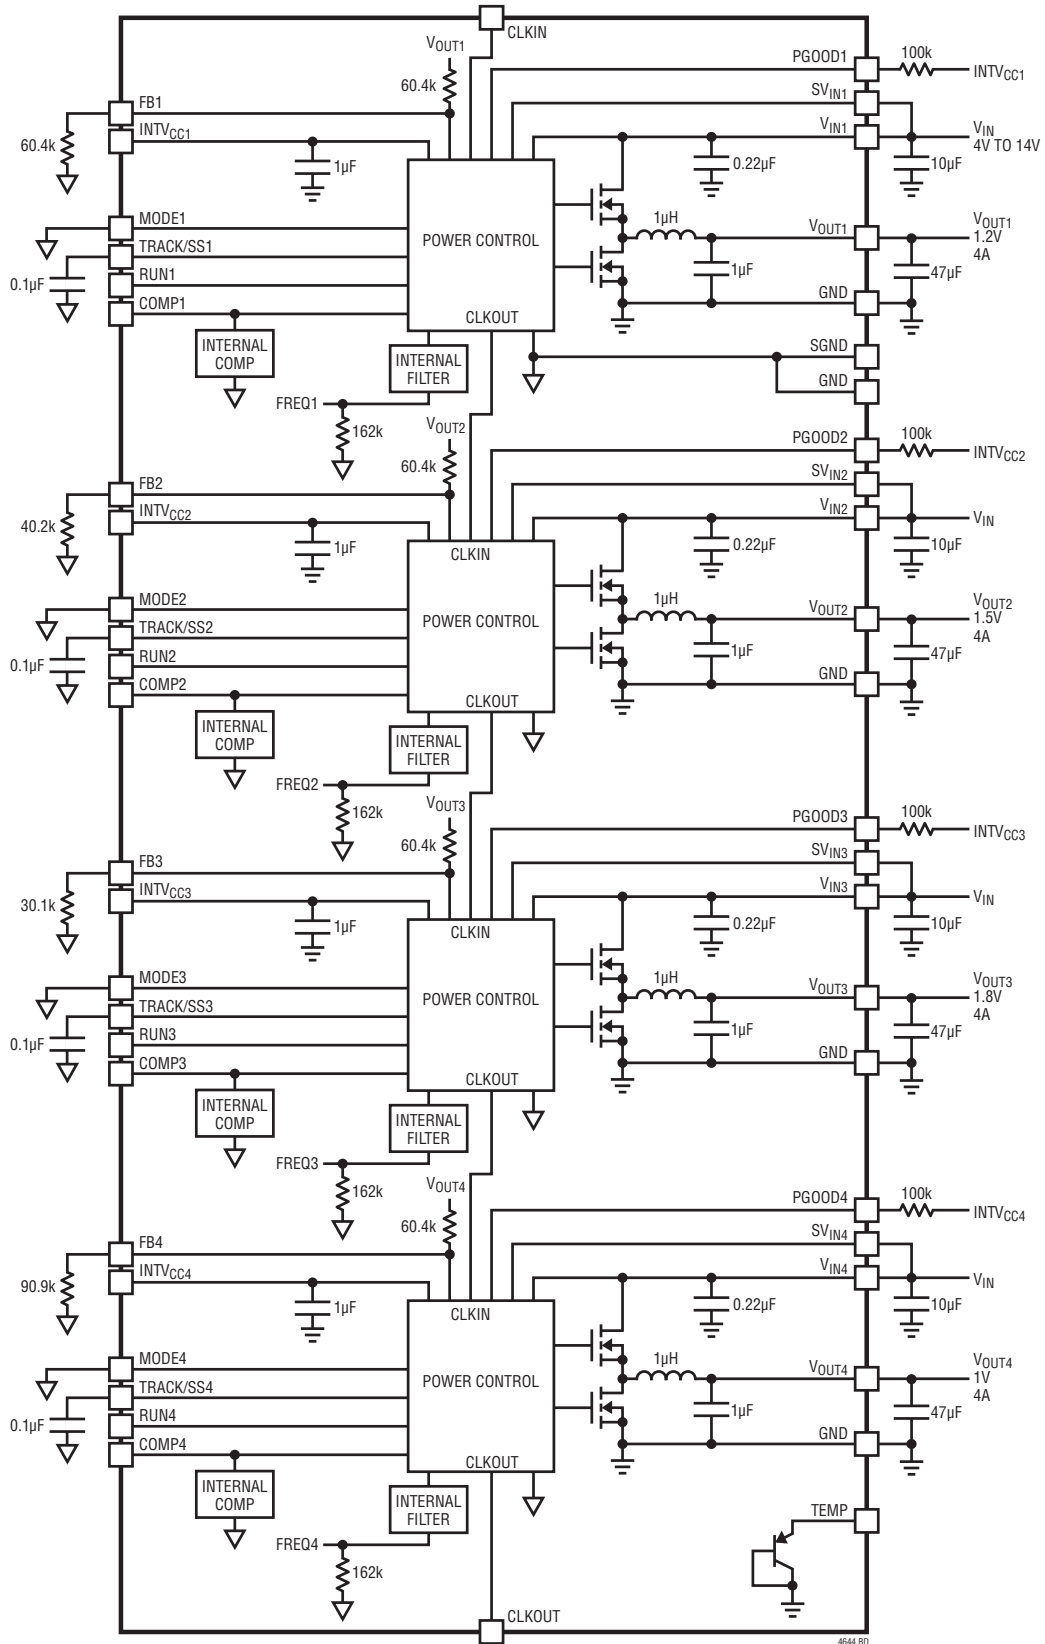 CLKIN
VOUT1
60.4k
PGOOD1
100k
INTVCC1
SVIN1
FB1
60.4k
INTVCC1
1µF
VIN1
VIN
4V TO 14V
0.22µF
10µF
MODE1
TRACK/SS1
0.1µF
RUN1
COMP1
POWER CONTROL
CLKOUT
1µH
VOUT1
VOUT1
1.2V
4A
1µF
47µF
GND
INTERNAL
COMP
INTERNAL
FILTER
SGND
GND
FREQ1
162k
VOUT2
60.4k
PGOOD2
100k
INTVCC2
SVIN2
FB2
40.2k
INTVCC2
1µF
VIN2
VIN
0.22µF
10µF
CLKIN
MODE2
TRACK/SS2
0.1µF
RUN2
COMP2
POWER CONTROL
CLKOUT
1µH
VOUT2
VOUT2
1.5V
4A
1µF
47µF
GND
INTERNAL
COMP
INTERNAL
FILTER
FREQ2
162k
VOUT3
60.4k
PGOOD3
100k
INTVCC3
SVIN3
FB3
30.1k
INTVCC3
1µF
VIN3
VIN
0.22µF
10µF
CLKIN
MODE3
TRACK/SS3
0.1µF
RUN3
COMP3
POWER CONTROL
CLKOUT
1µH
VOUT3
VOUT3
1.8V
4A
1µF
47µF
GND
INTERNAL
COMP
INTERNAL
FILTER
FREQ3
162k
VOUT4
60.4k
PGOOD4
100k
INTVCC4
SVIN4
FB4
90.9k
INTVCC4
1µF
VIN4
VIN
0.22µF
10µF
CLKIN
MODE4
TRACK/SS4
0.1µF
RUN4
COMP4
POWER CONTROL
CLKOUT
1µH
VOUT4
VOUT4
1V
4A
1µF
47µF
GND
INTERNAL
COMP
INTERNAL
FILTER
TEMP
FREQ4
162k
CLKOUT
4644 BD